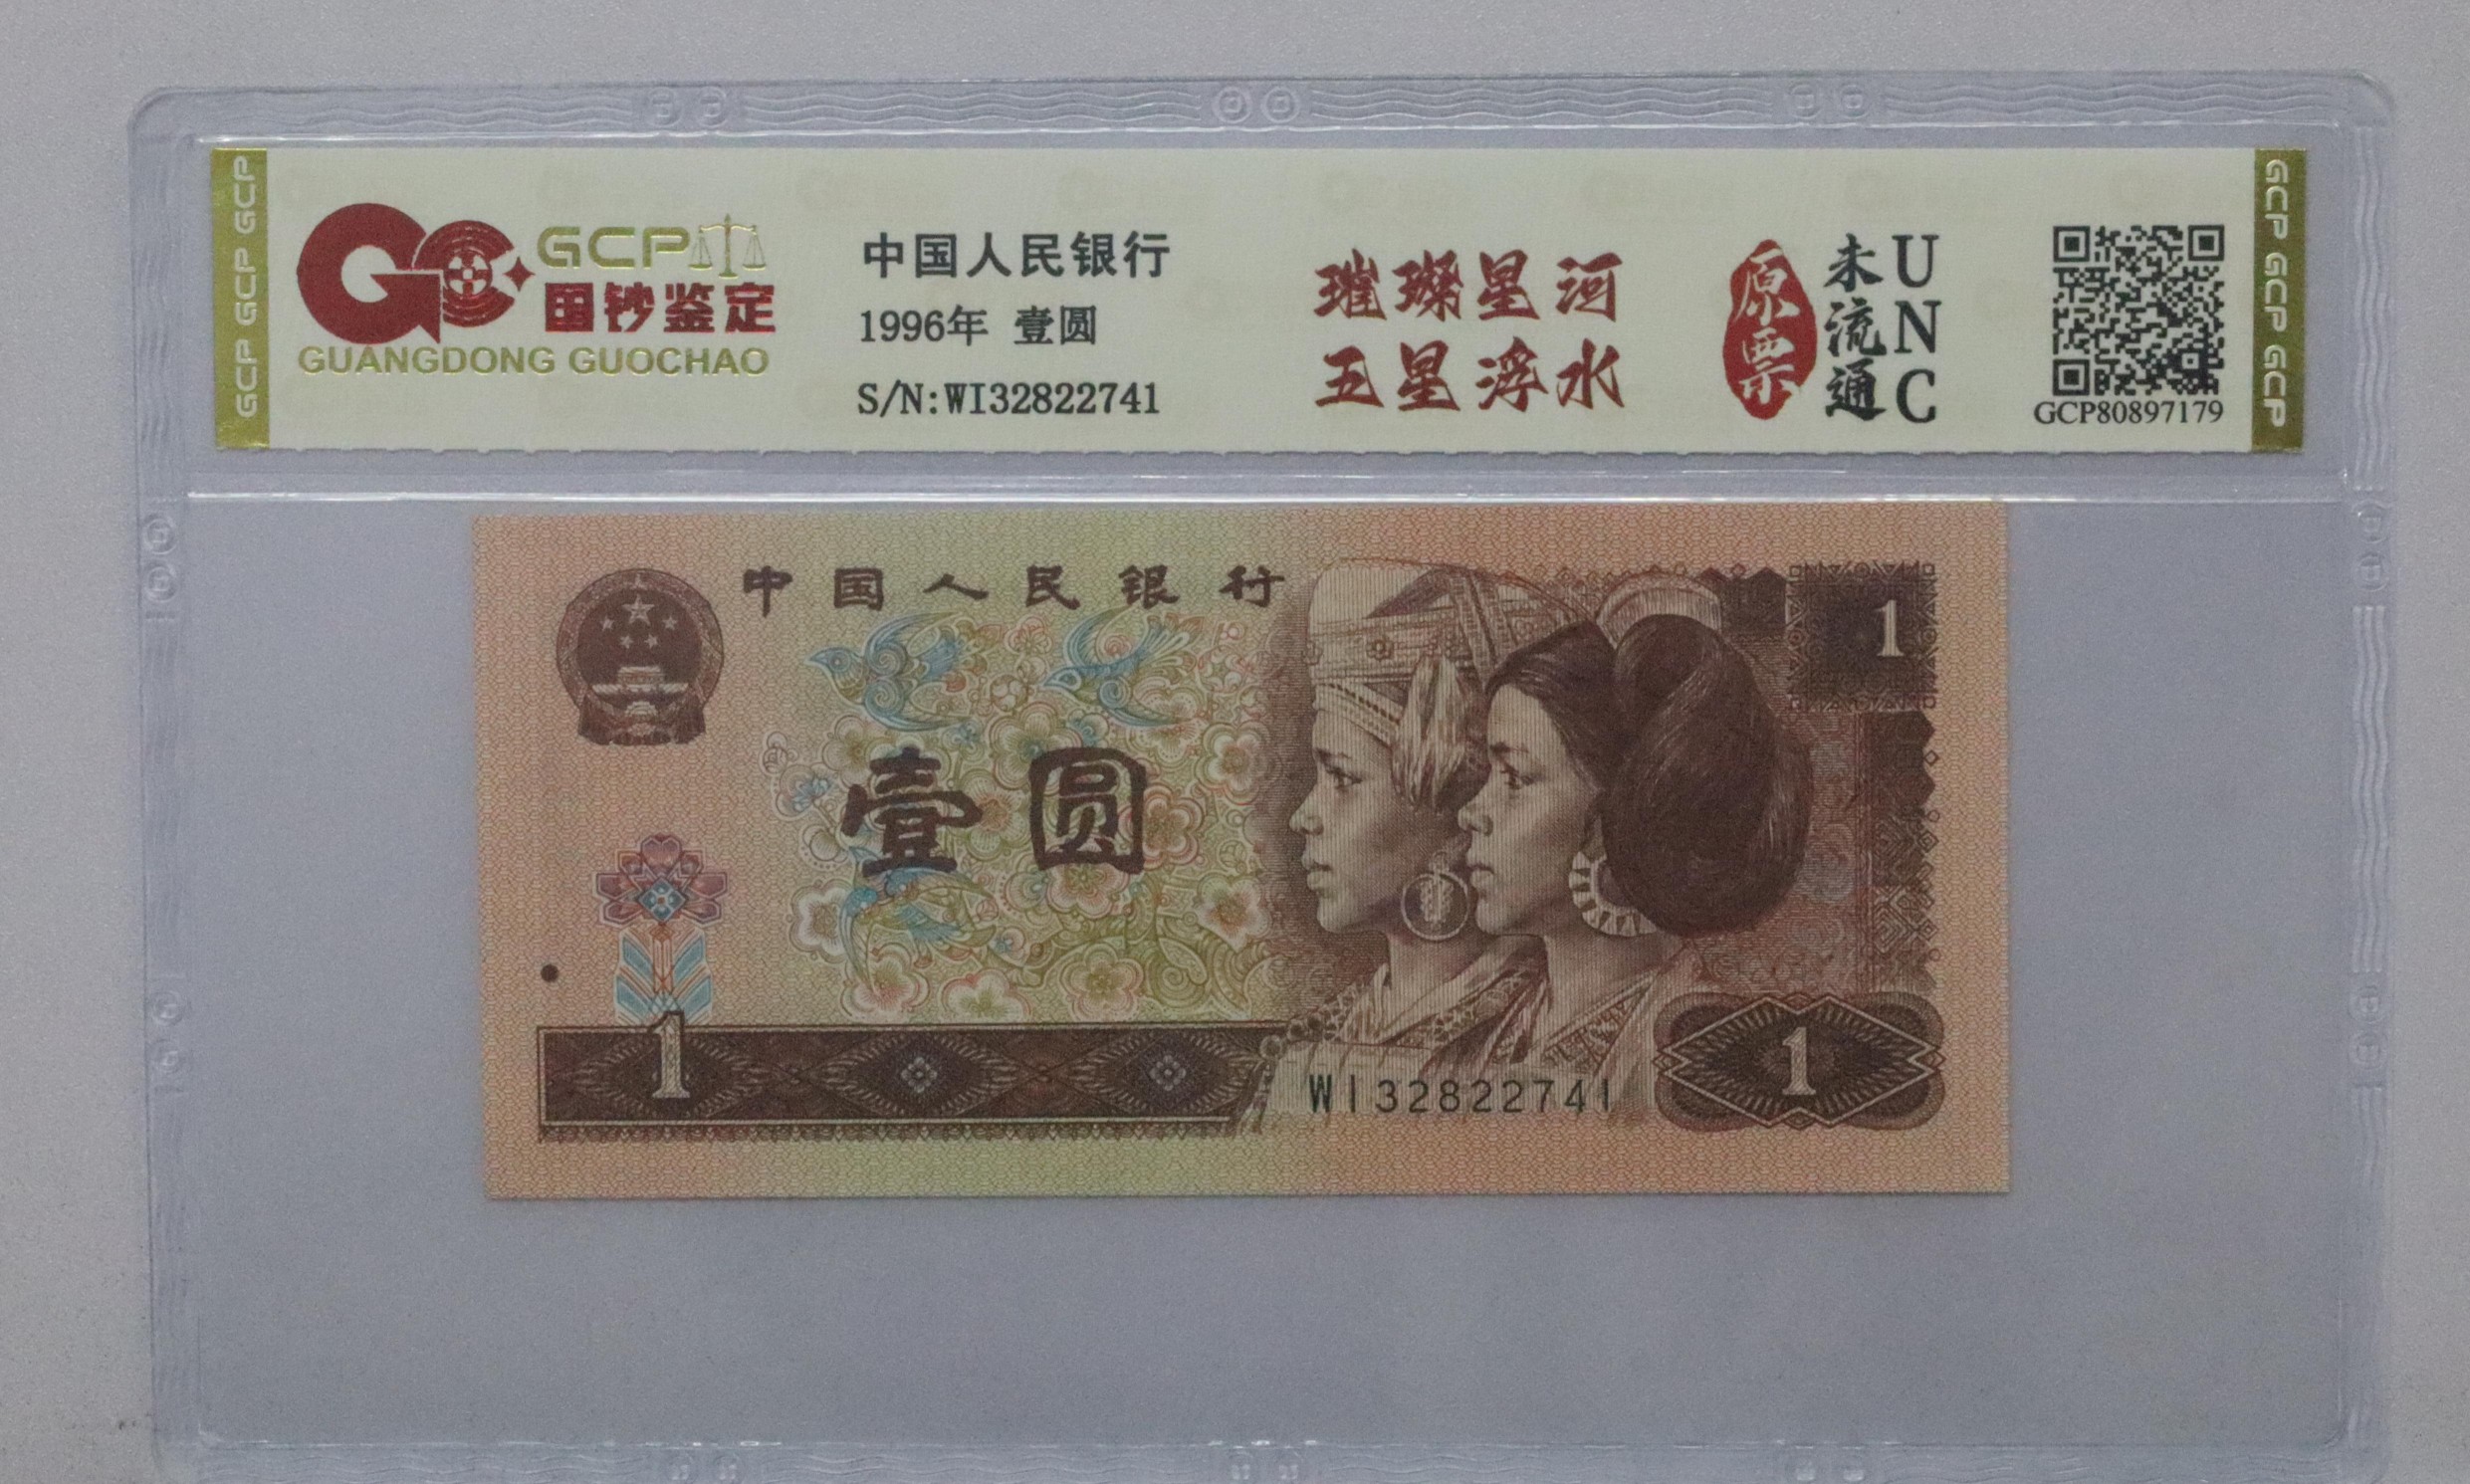 GCP GCP GCP
GCP
国钞鉴定
GUANGDONG GUOCHAO
中国人民银行
1996年 壹圆
S/N:WI32822741
璀璨星河
五星浮水
原票
未流通
UNC
GCP80897179
GCP GCP GCP
中国人民银行
1
壹圆
1
WI32822741
1